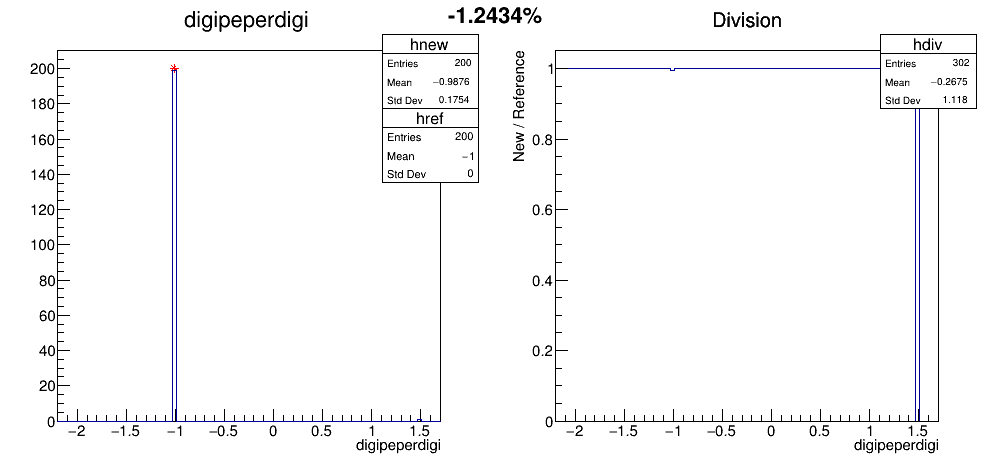 -1.2434%
digipeperdigi
hnew
Entries 200
Mean −0.9876
Std Dev 0.1754
href
Entries 200
Mean −1
Std Dev 0
200
180
160
140
120
100
80
60
40
20
0
−2 −1.5 −1 −0.5 0 0.5 1 1.5
digipeperdigi
Division
hdiv
Entries 302
Mean −0.2675
Std Dev 1.118
New / Reference
1
0.8
0.6
0.4
0.2
0
−2 −1.5 −1 −0.5 0 0.5 1 1.5
digipeperdigi